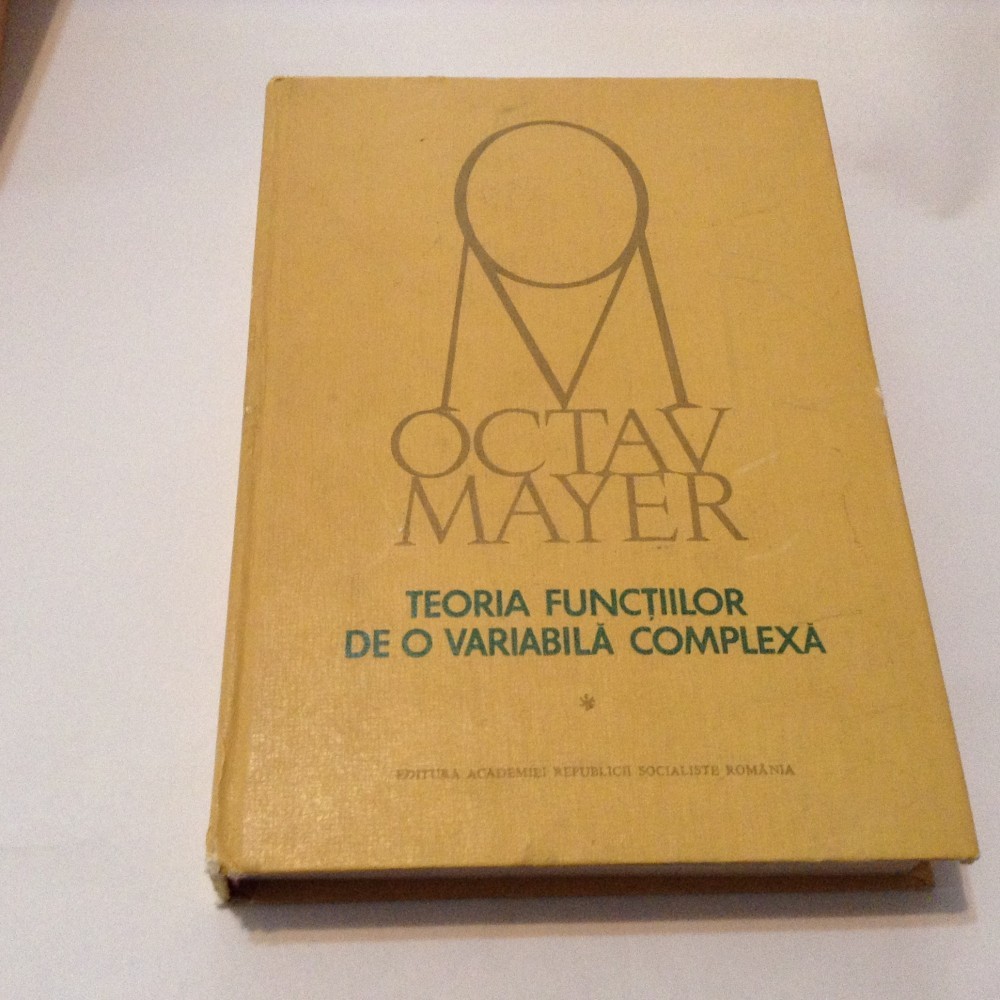 OCTAV
MAYER
TEORIA FUNCȚIILOR
DE O VARIABILĂ COMPLEXĂ
*
EDITURA ACADEMIEI REPUBLICII SOCIALISTE ROMÂNIA